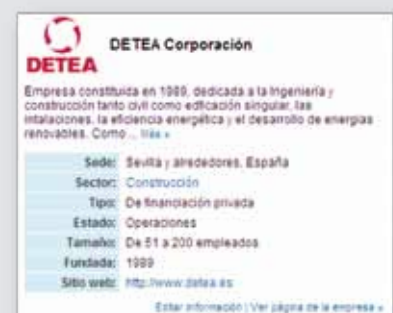 DETEA
DETEA Corporación
Empresa constituida en 1989, dedicada a la Ingeniería y
construcción tanto civil como edificación singular, las
intalaciones, la eficiencia energética y el desarrollo de energías
renovables. Como ... Más »
Sede: Sevilla y alrededores, España
Sector: Construcción
Tipo: De financiación privada
Estado: Operaciones
Tamaño: De 51 a 200 empleados
Fundada: 1989
Sitio web: http://www.detea.es
Editar información | Ver página de la empresa »